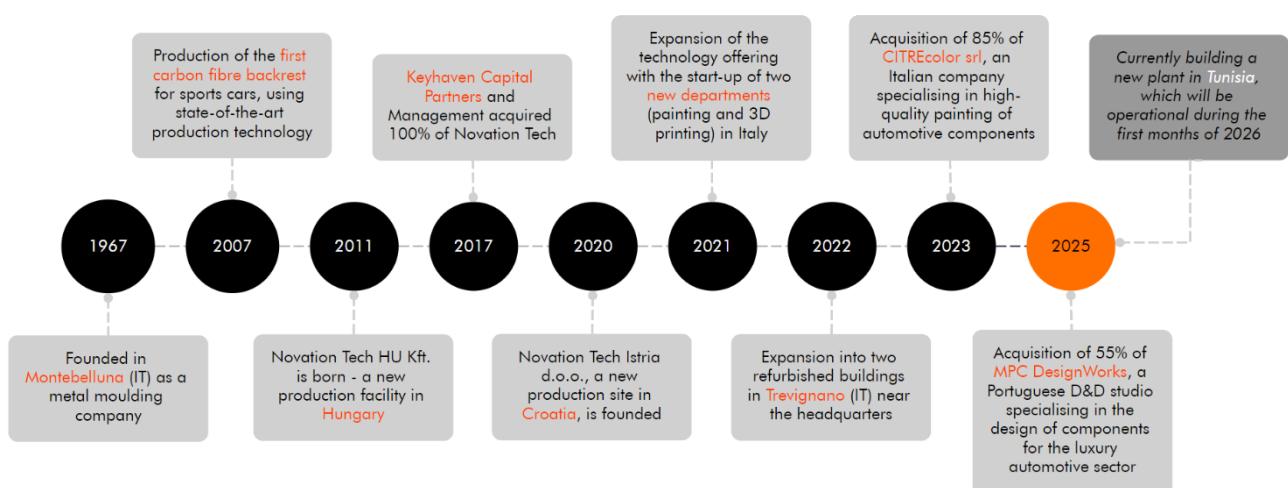 Production of the first
carbon fibre backrest
for sports cars, using
state-of-the-art
production technology
Keyhaven Capital
Partners and
Management acquired
100% of Novation Tech
Expansion of the
technology offering
with the start-up of two
new departments
(painting and 3D
printing) in Italy
Acquisition of 85% of
CITREcolor srl, an
Italian company
specialising in high-
quality painting of
automotive components
Currently building a
new plant in Tunisia,
which will be
operational during the
first months of 2026
1967
2007
2011
2017
2020
2021
2022
2023
2025
Founded in
Montebelluna (IT) as a
metal moulding
company
Novation Tech HU Kft.
is born - a new
production facility in
Hungary
Novation Tech Istria
d.o.o., a new
production site in
Croatia, is founded
Expansion into two
refurbished buildings
in Trevignano (IT) near
the headquarters
Acquisition of 55% of
MPC DesignWorks, a
Portuguese D&D studio
specialising in the
design of components
for the luxury
automotive sector